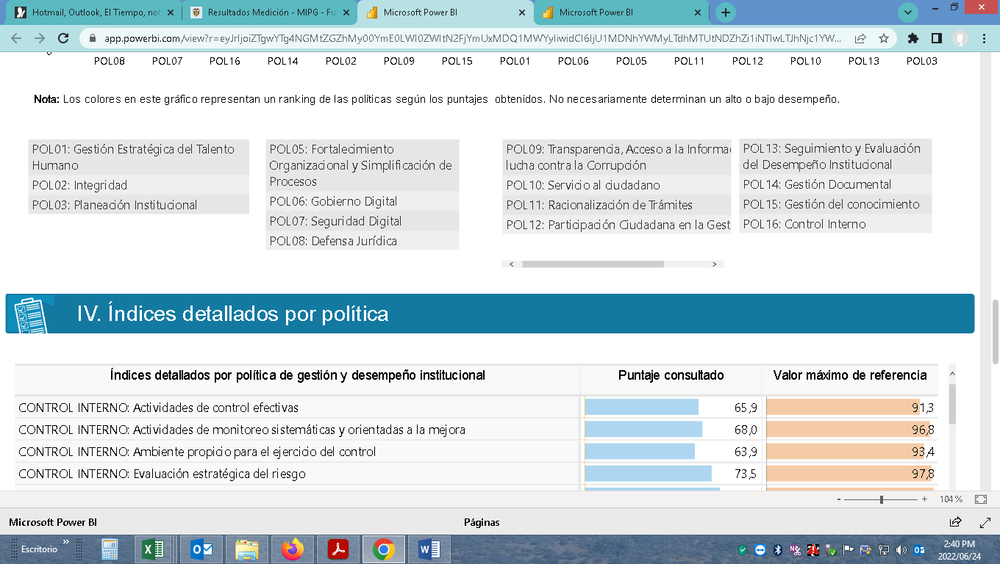 Hotmail, Outlook, El Tiempo, not
Resultados Medición - MIPG - Fu
Microsoft Power BI
Microsoft Power BI
POL08 POL07 POL16 POL14 POL02 POL09 POL15 POL01 POL06 POL05 POL11 POL12 POL10 POL13 POL03
Nota: Los colores en este gráfico representan un ranking de las políticas según los puntajes obtenidos. No necesariamente determinan un alto o bajo desempeño.
POL01: Gestión Estratégica del Talento
Humano
POL02: Integridad
POL03: Planeación Institucional
POL05: Fortalecimiento
Organizacional y Simplificación de
Procesos
POL06: Gobierno Digital
POL07: Seguridad Digital
POL08: Defensa Jurídica
POL09: Transparencia, Acceso a la Informa
lucha contra la Corrupción
POL10: Servicio al ciudadano
POL11: Racionalización de Trámites
POL12: Participación Ciudadana en la Gest
POL13: Seguimiento y Evaluación
del Desempeño Institucional
POL14: Gestión Documental
POL15: Gestión del conocimiento
POL16: Control Interno
IV. Índices detallados por política
Índices detallados por política de gestión y desempeño institucional Puntaje consultado Valor máximo de referencia
CONTROL INTERNO: Actividades de control efectivas 65,9 91,3
CONTROL INTERNO: Actividades de monitoreo sistemáticas y orientadas a la mejora 68,0 96,8
CONTROL INTERNO: Ambiente propicio para el ejercicio del control 63,9 93,4
CONTROL INTERNO: Evaluación estratégica del riesgo 73,5 97,8
- + 104 %
Microsoft Power BI Páginas
Escritorio »
2:40 PM
2022/06/24